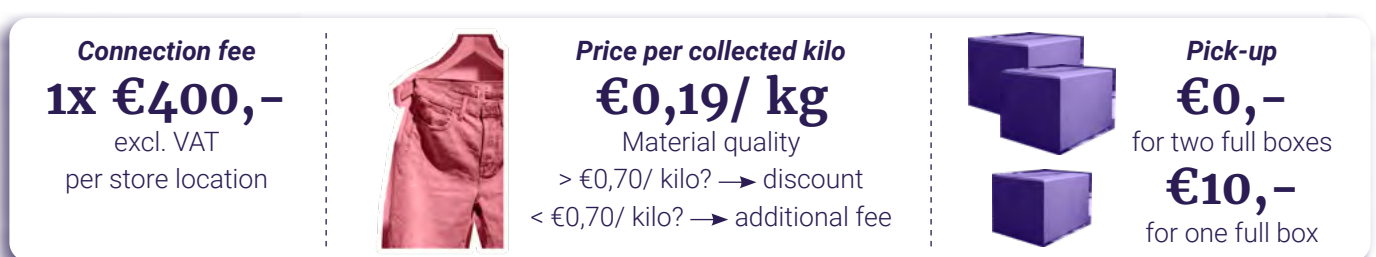 Connection fee
1x €400,-
excl. VAT
per store location
Price per collected kilo
€0,19/ kg
Material quality
> €0,70/ kilo? → discount
< €0,70/ kilo? → additional fee
Pick-up
€0,-
for two full boxes
€10,-
for one full box